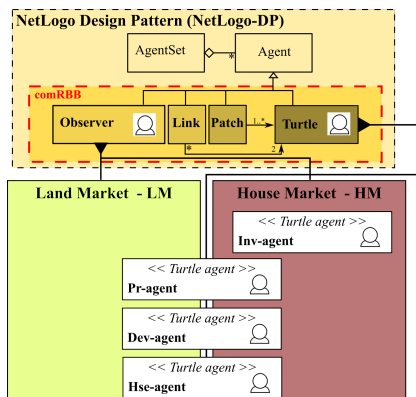 NetLogo Design Pattern (NetLogo-DP)
AgentSet
*
Agent
comRBB
Observer
Link
Patch
1..*
Turtle
*
2
Land Market - LM
House Market - HM
<< Turtle agent >>
Inv-agent
<< Turtle agent >>
Pr-agent
<< Turtle agent >>
Dev-agent
<< Turtle agent >>
Hse-agent